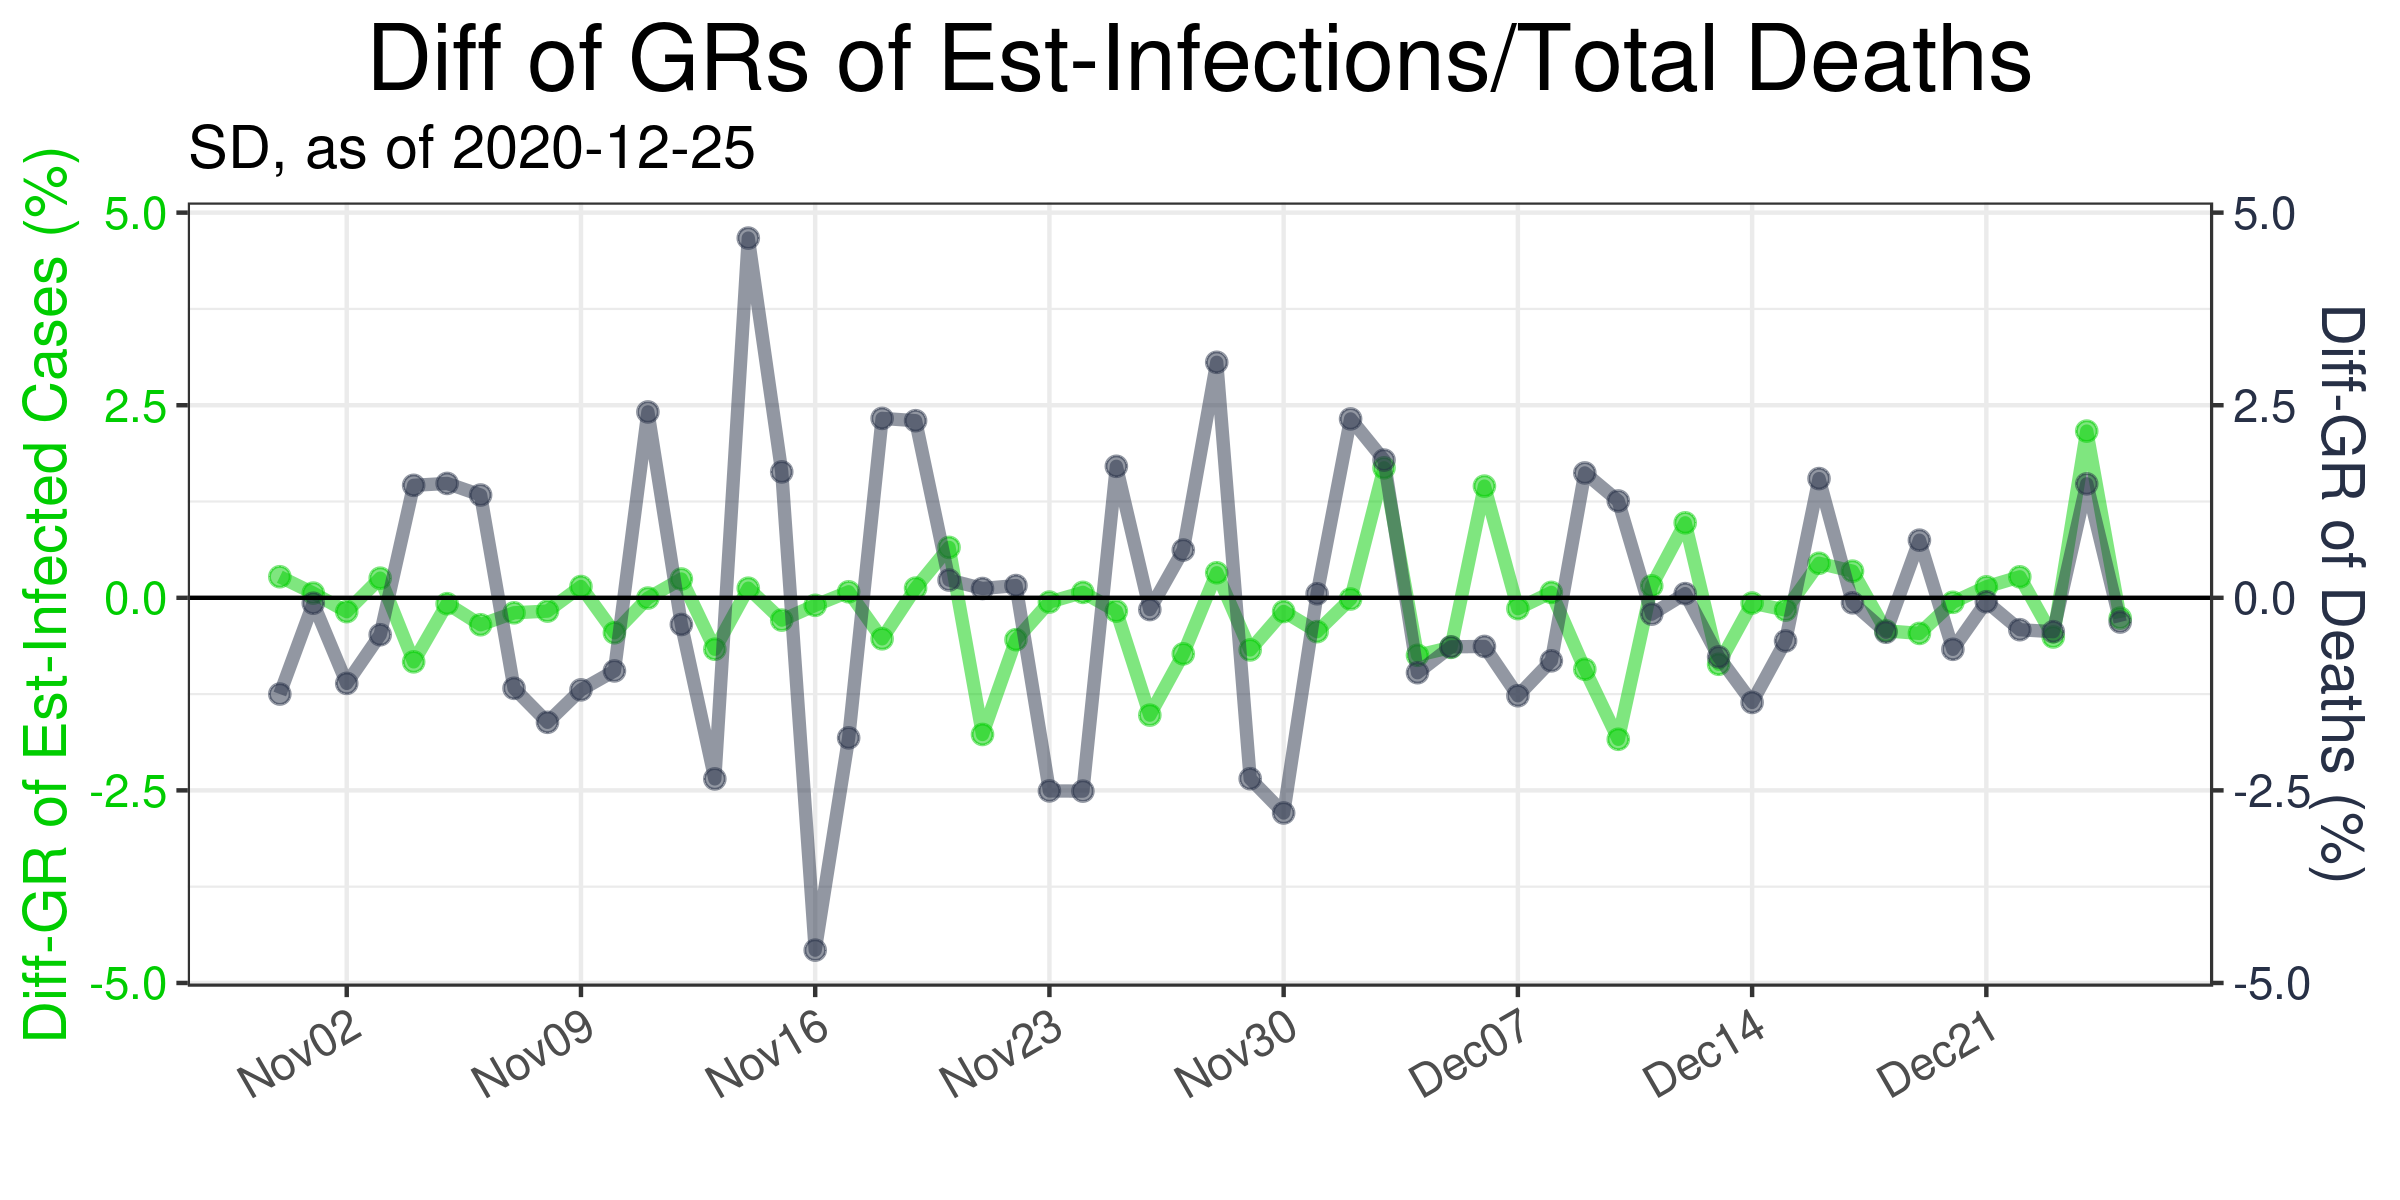 Diff of GRs of Est-Infections/Total Deaths
SD, as of 2020-12-25
Diff-GR of Est-Infected Cases (%)
5.0
2.5
0.0
-2.5
-5.0
5.0
2.5
0.0
-2.5
-5.0
Diff-GR of Deaths (%)
Nov02
Nov09
Nov16
Nov23
Nov30
Dec07
Dec14
Dec21